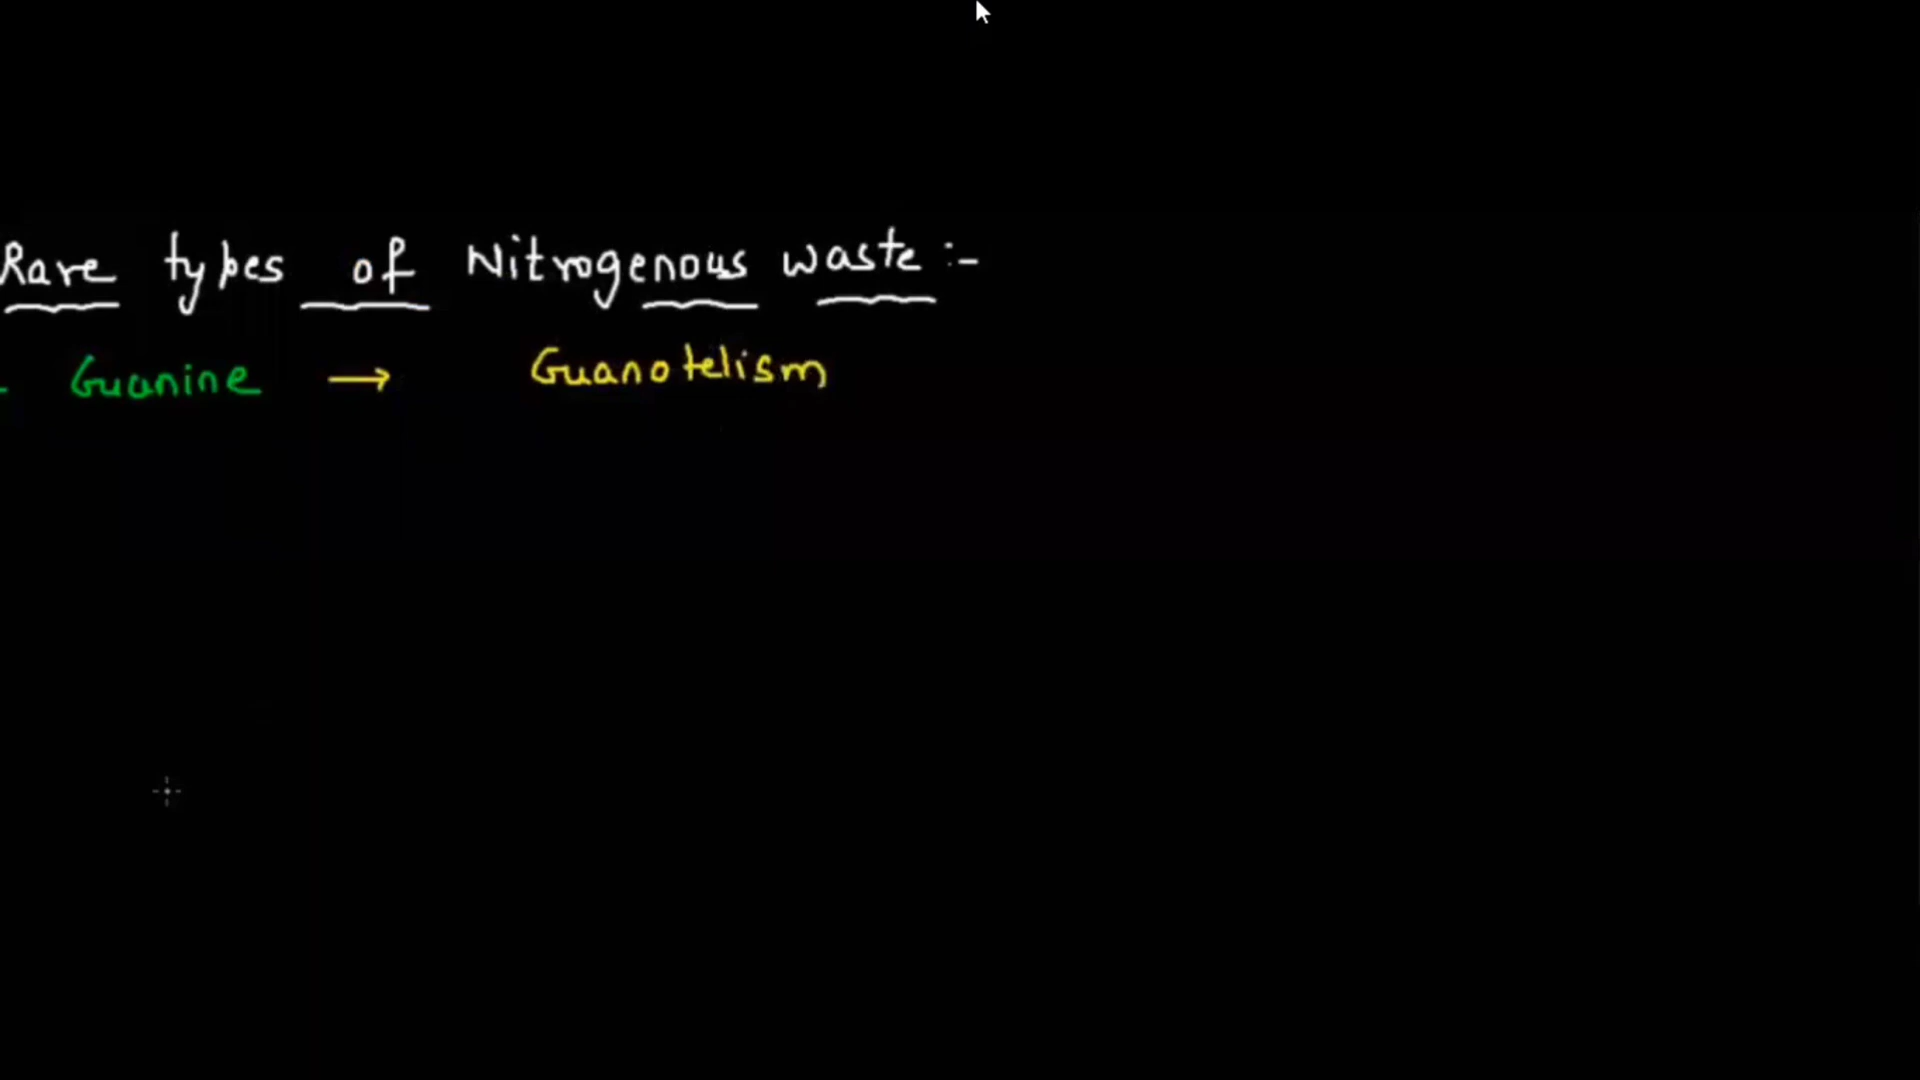 Rare types of Nitrogenous waste :-
- Guanine → Guanotelism